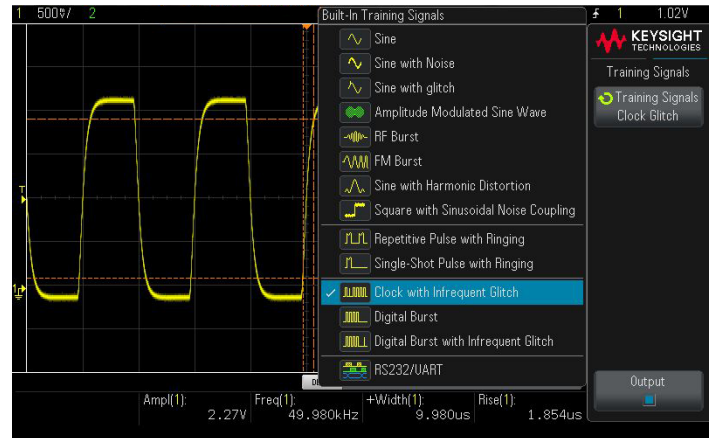 1 500%/ 2
Built-In Training Signals
1 1.02V
Sine
Sine with Noise
Sine with glitch
Amplitude Modulated Sine Wave
RF Burst
FM Burst
Sine with Harmonic Distortion
Square with Sinusoidal Noise Coupling
Repetitive Pulse with Ringing
Single-Shot Pulse with Ringing
Clock with Infrequent Glitch
Digital Burst
Digital Burst with Infrequent Glitch
RS232/UART
KEYSIGHT
TECHNOLOGIES
Training Signals
Training Signals
Clock Glitch
Output
T
1
Ampl(1): Freq(1): +Width(1): Rise(1):
2.27V 49.980kHz 9.980us 1.854us